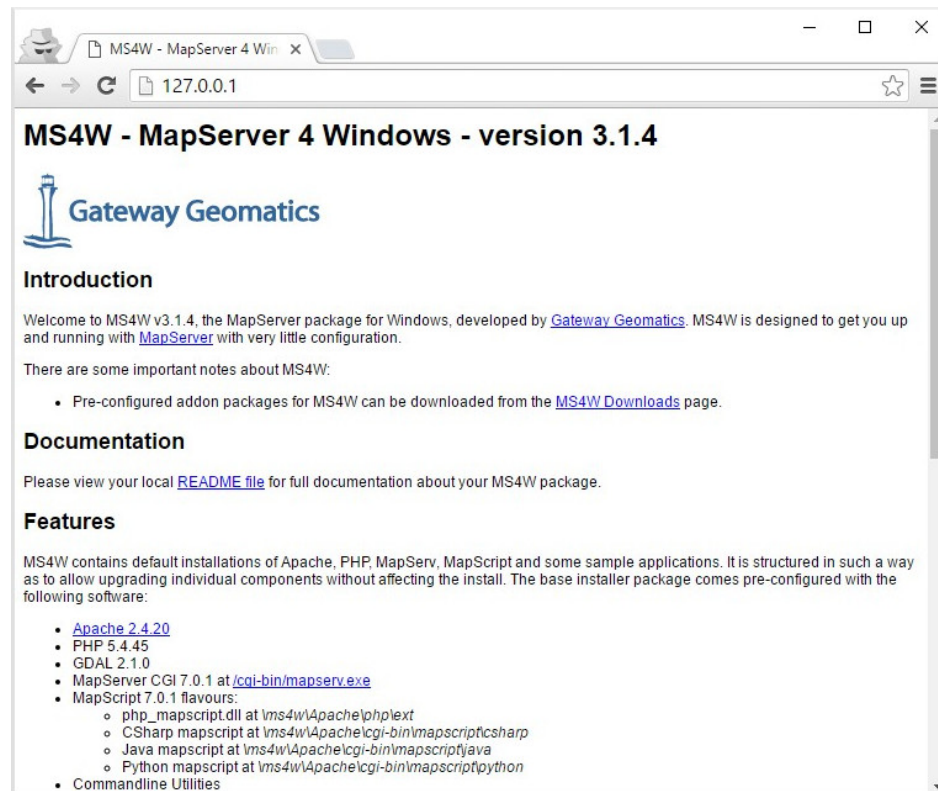 MS4W - MapServer 4 Win
127.0.0.1
MS4W - MapServer 4 Windows - version 3.1.4
Gateway Geomatics
Introduction
Welcome to MS4W v3.1.4, the MapServer package for Windows, developed by Gateway Geomatics. MS4W is designed to get you up
and running with MapServer with very little configuration.
There are some important notes about MS4W:
• Pre-configured addon packages for MS4W can be downloaded from the MS4W Downloads page.
Documentation
Please view your local README file for full documentation about your MS4W package.
Features
MS4W contains default installations of Apache, PHP, MapServ, MapScript and some sample applications. It is structured in such a way
as to allow upgrading individual components without affecting the install. The base installer package comes pre-configured with the
following software:
• Apache 2.4.20
• PHP 5.4.45
• GDAL 2.1.0
• MapServer CGI 7.0.1 at /cgi-bin/mapserv.exe
• MapScript 7.0.1 flavours:
◦ php_mapscript.dll at \ms4w\Apache\php\ext
◦ CSharp mapscript at \ms4w\Apache\cgi-bin\mapscript\csharp
◦ Java mapscript at \ms4w\Apache\cgi-bin\mapscript\java
◦ Python mapscript at \ms4w\Apache\cgi-bin\mapscript\python
• Commandline Utilities